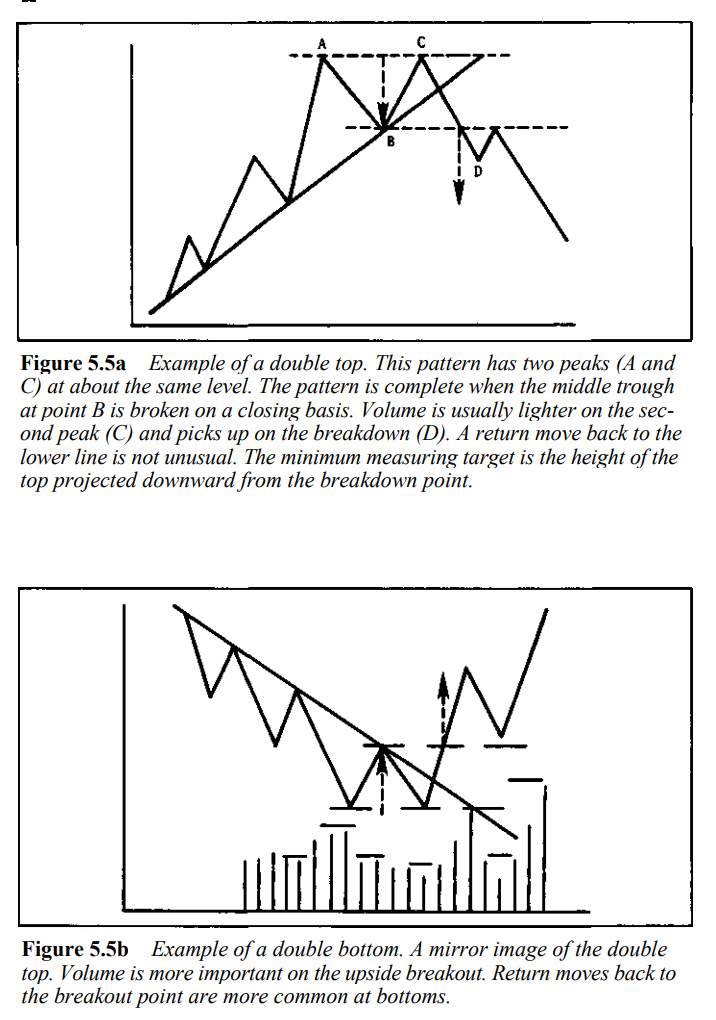 A
C
B
D
Figure 5.5a Example of a double top. This pattern has two peaks (A and
C) at about the same level. The pattern is complete when the middle trough
at point B is broken on a closing basis. Volume is usually lighter on the sec-
ond peak (C) and picks up on the breakdown (D). A return move back to the
lower line is not unusual. The minimum measuring target is the height of the
top projected downward from the breakdown point.
Figure 5.5b Example of a double bottom. A mirror image of the double
top. Volume is more important on the upside breakout. Return moves back to
the breakout point are more common at bottoms.